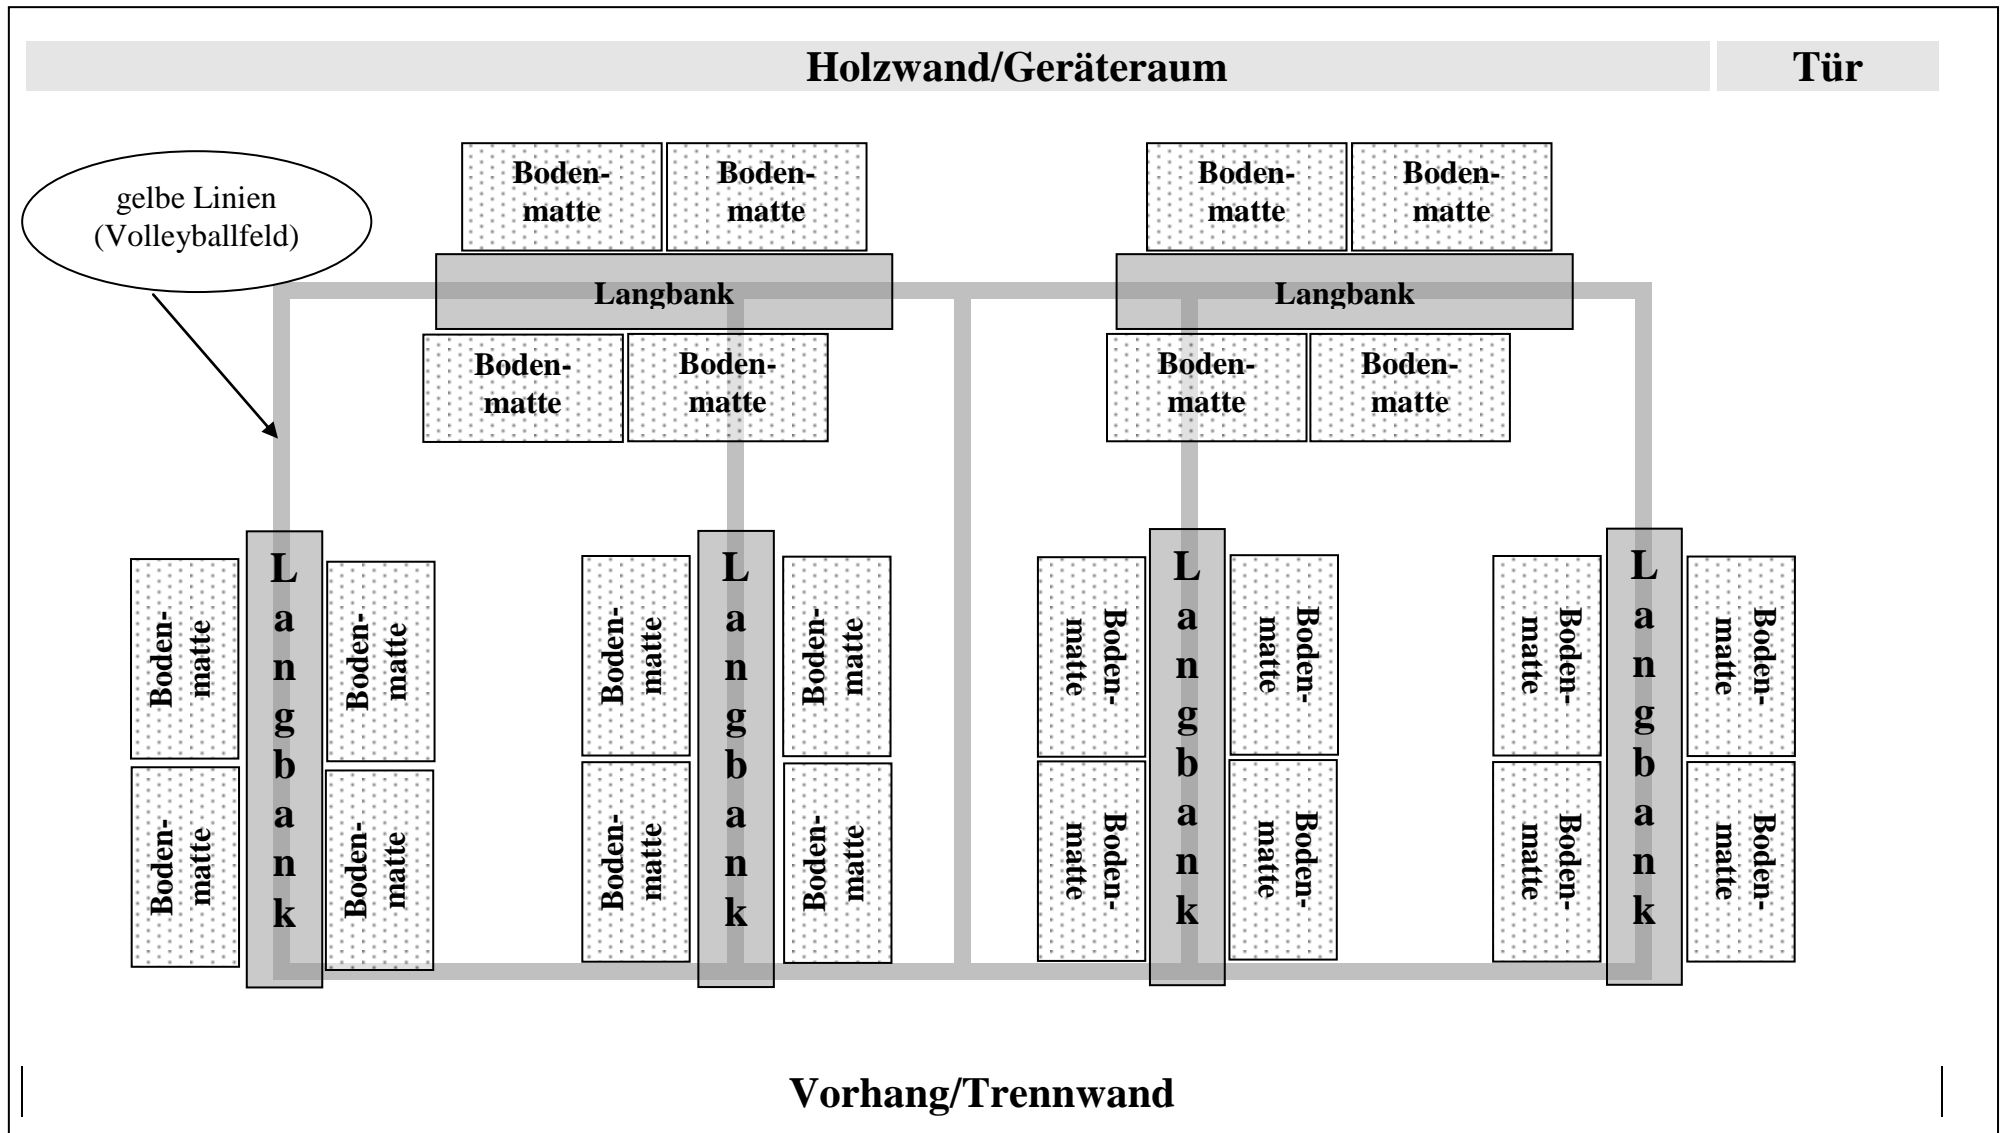 Holzwand/Geräteraum
Tür
gelbe Linien
(Volleyballfeld)
Boden-
matte
Boden-
matte
Boden-
matte
Boden-
matte
Langbank
Langbank
Boden-
matte
Boden-
matte
Boden-
matte
Boden-
matte
Boden-
matte
Langbank
Boden-
matte
Boden-
matte
Langbank
Boden-
matte
Boden-
matte
Langbank
Boden-
matte
Boden-
matte
Langbank
Boden-
matte
Boden-
matte
Boden-
matte
Boden-
matte
Boden-
matte
Boden-
matte
Boden-
matte
Boden-
matte
Boden-
matte
Vorhang/Trennwand